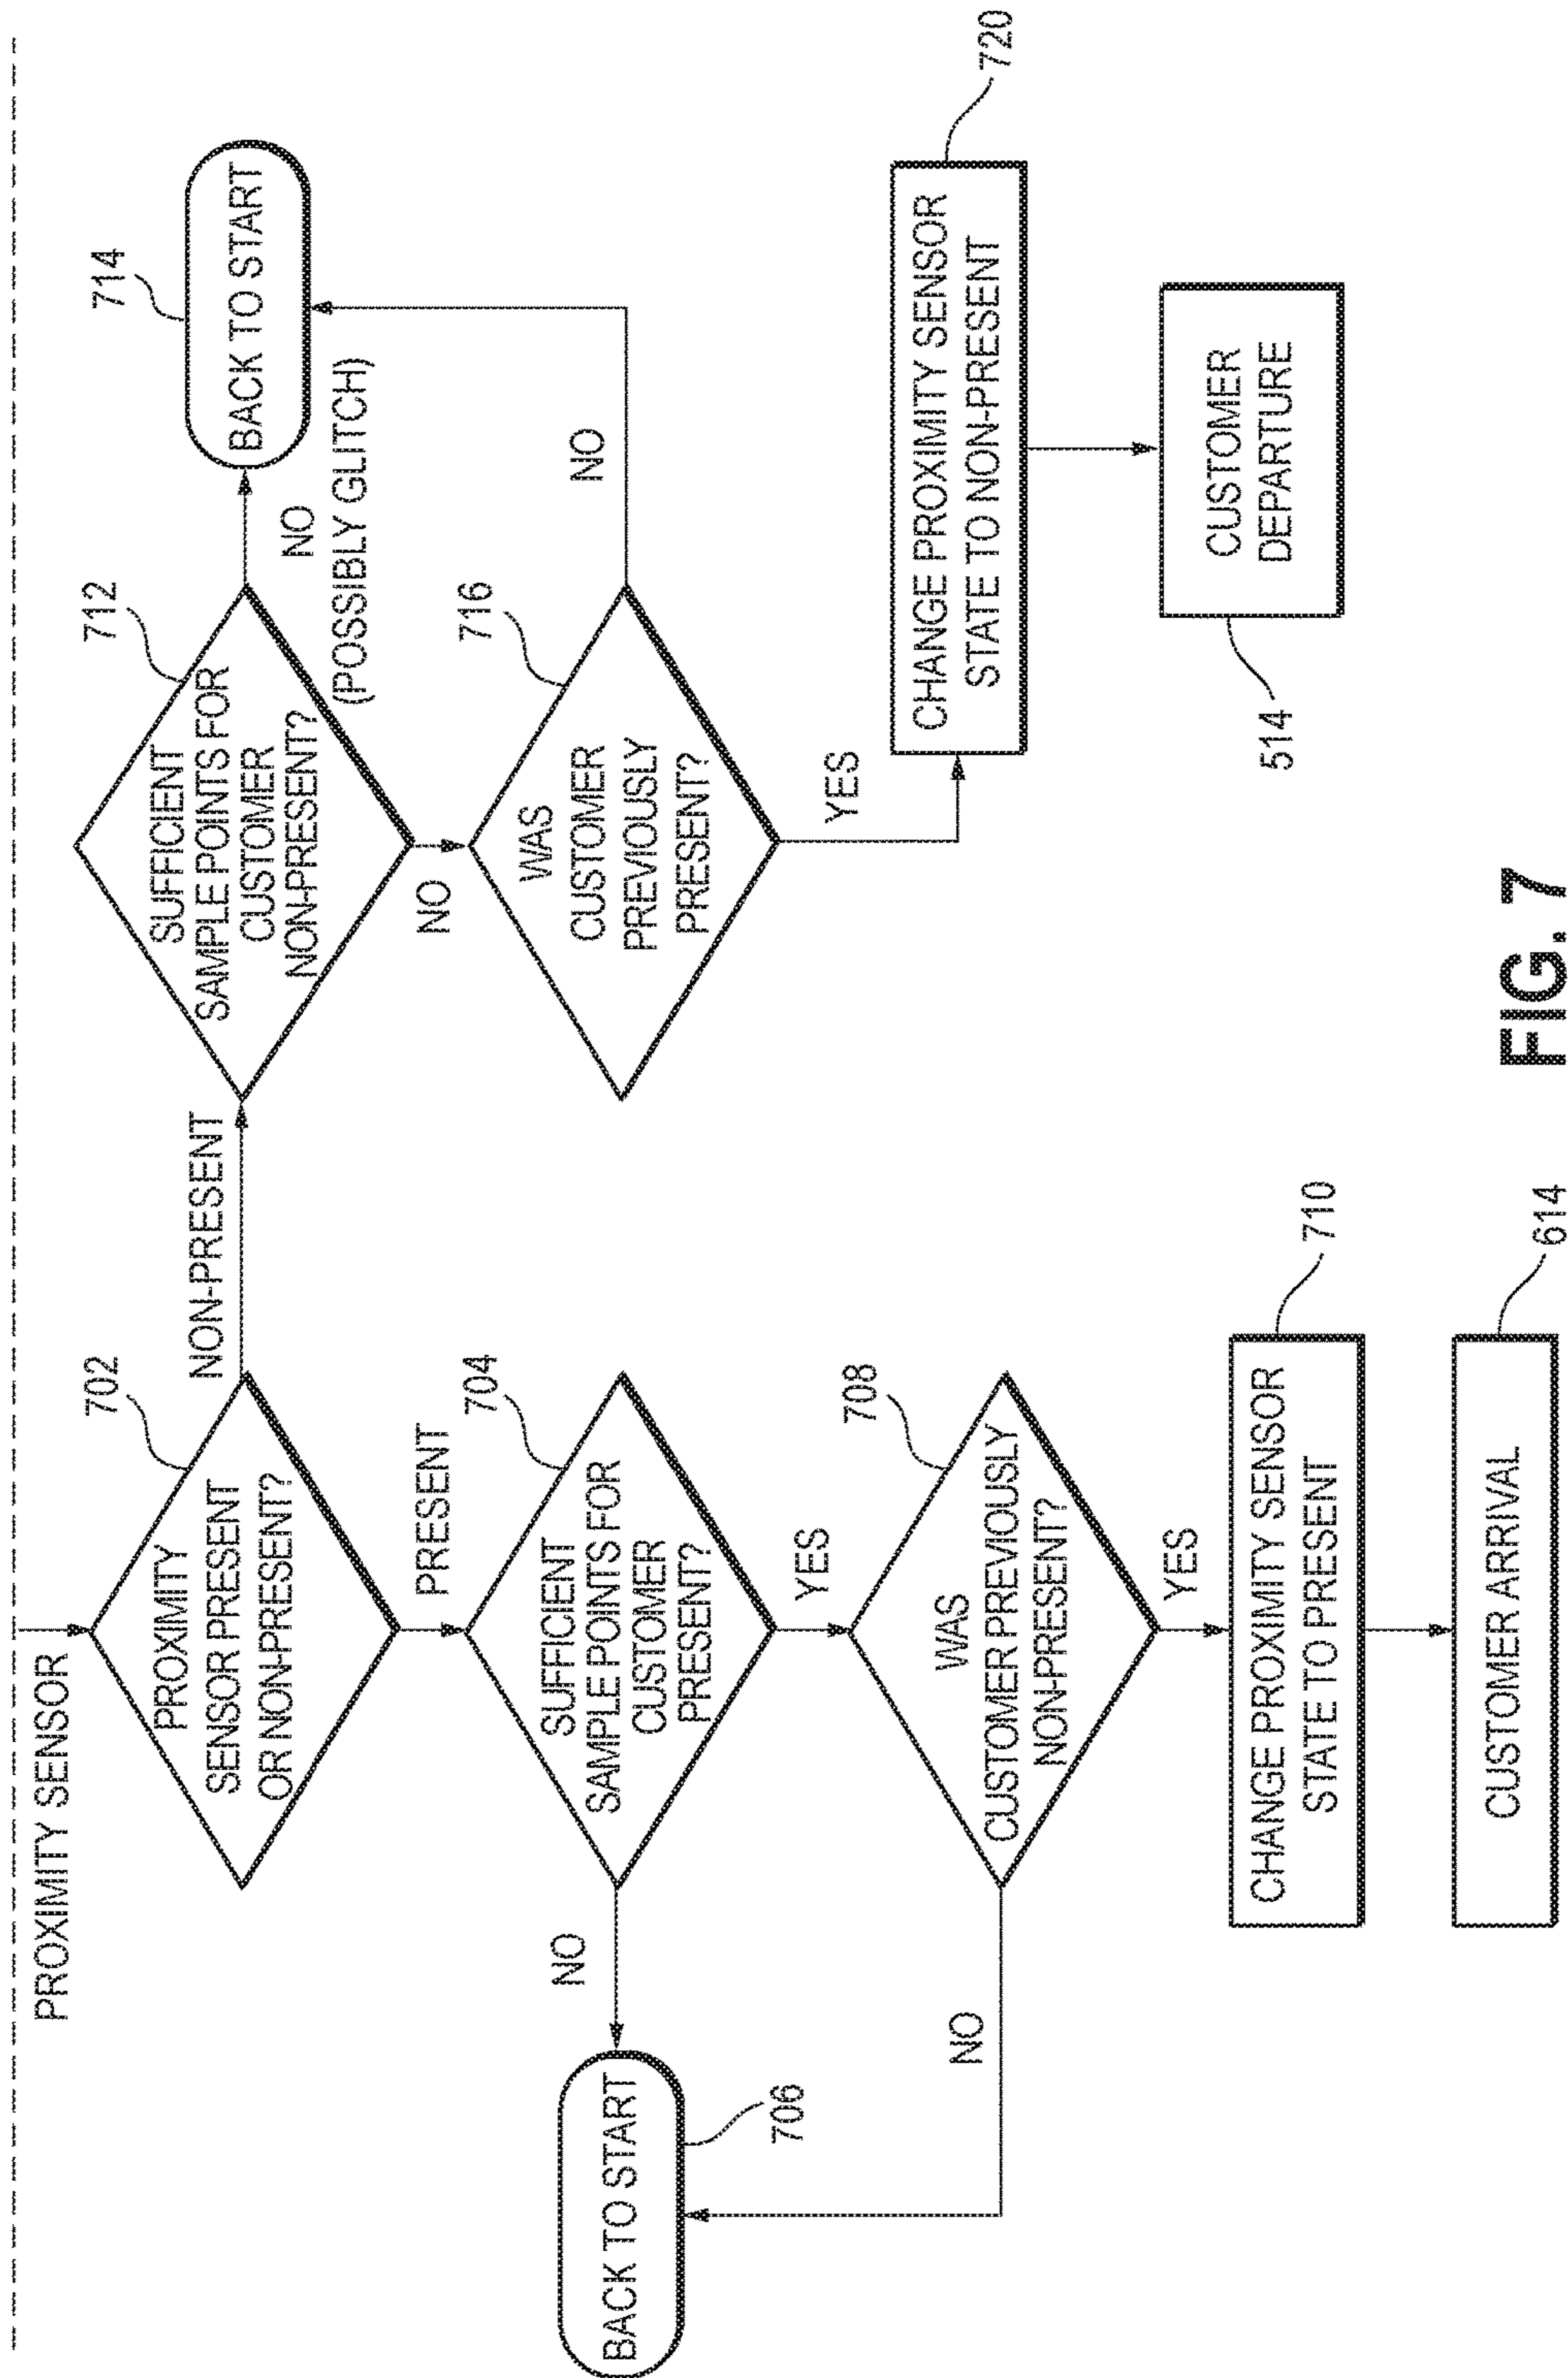 PROXIMITY SENSOR
702
PROXIMITY
SENSOR PRESENT
OR NON-PRESENT?
NON-PRESENT
PRESENT
704
SUFFICIENT
SAMPLE POINTS FOR
CUSTOMER
PRESENT?
NO
BACK TO START
706
YES
708
WAS
CUSTOMER PREVIOUSLY
NON-PRESENT?
NO
YES
710
CHANGE PROXIMITY SENSOR
STATE TO PRESENT
614
CUSTOMER ARRIVAL
712
SUFFICIENT
SAMPLE POINTS FOR
CUSTOMER
NON-PRESENT?
NO
(POSSIBLY GLITCH)
714
BACK TO START
NO
716
WAS
CUSTOMER
PREVIOUSLY
PRESENT?
NO
YES
720
CHANGE PROXIMITY SENSOR
STATE TO NON-PRESENT
514
CUSTOMER
DEPARTURE
FIG. 7